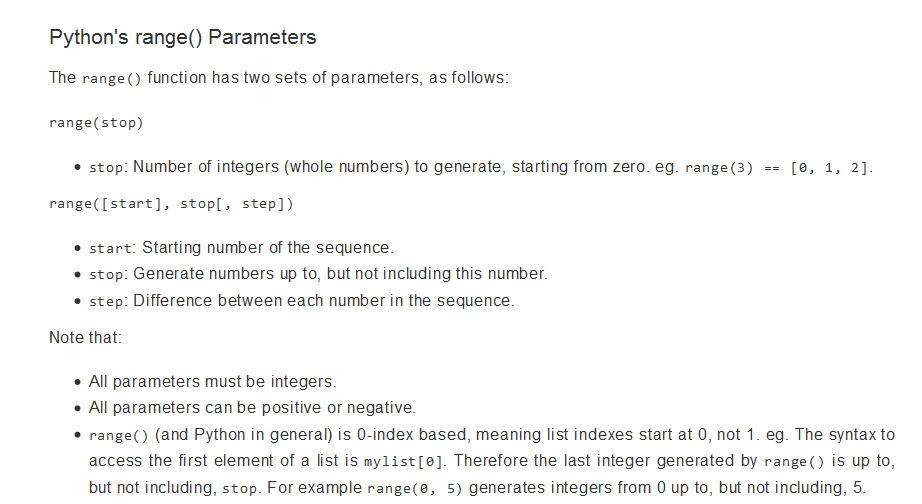 Python's range() Parameters
The range() function has two sets of parameters, as follows:
range(stop)
• stop: Number of integers (whole numbers) to generate, starting from zero. eg. range(3) == [0, 1, 2].
range([start], stop[, step])
• start: Starting number of the sequence.
• stop: Generate numbers up to, but not including this number.
• step: Difference between each number in the sequence.
Note that:
• All parameters must be integers.
• All parameters can be positive or negative.
• range() (and Python in general) is 0-index based, meaning list indexes start at 0, not 1. eg. The syntax to
access the first element of a list is mylist[0]. Therefore the last integer generated by range() is up to,
but not including, stop. For example range(0, 5) generates integers from 0 up to, but not including, 5.